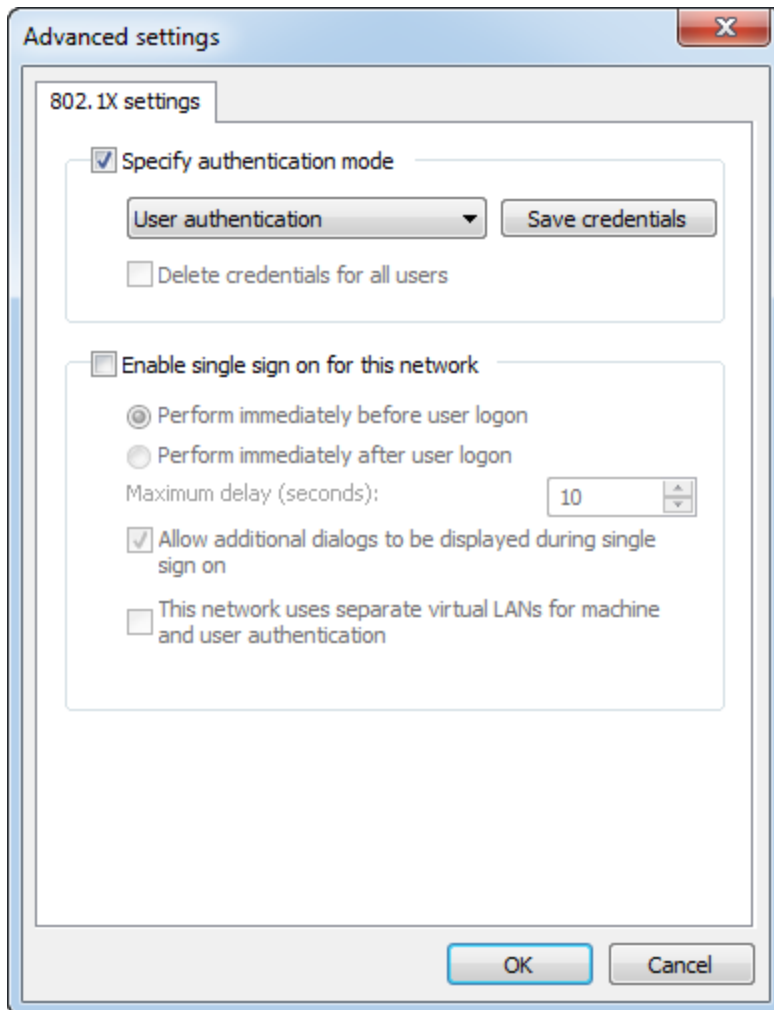 Advanced settings
802.1X settings
Specify authentication mode
User authentication
Save credentials
Delete credentials for all users
Enable single sign on for this network
Perform immediately before user logon
Perform immediately after user logon
Maximum delay (seconds):
10
Allow additional dialogs to be displayed during single
sign on
This network uses separate virtual LANs for machine
and user authentication
OK
Cancel